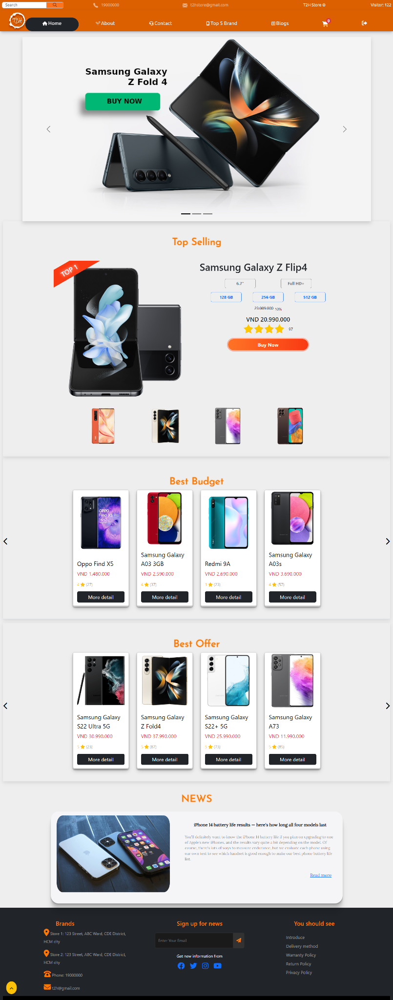 Search
19000000
t2hstore@gmail.com
T2H Store ©
Visitor: 122
T2H
Home
About
Contact
Top 5 Brand
Blogs
0
Samsung Galaxy
Z Fold 4
BUY NOW
Top Selling
TOP 1
Samsung Galaxy Z Flip4
6.7"
Full HD+
128 GB
256 GB
512 GB
23.089.000 10%
VND 20.990.000
97
Buy Now
Best Budget
OPPO
Find X5 Pro
5G
Oppo Find X5
VND 1.480.000
4 (27)
More detail
Samsung Galaxy
A03 3GB
VND 2.590.000
4 (37)
More detail
Redmi 9A
VND 2.690.000
1 (23)
More detail
Samsung Galaxy
A03s
VND 3.690.000
4 (57)
More detail
Best Offer
Samsung Galaxy
S22 Ultra 5G
VND 30.990.000
5 (23)
More detail
Samsung Galaxy
Z Fold4
VND 37.990.000
5 (87)
More detail
Samsung Galaxy
S22+ 5G
VND 25.990.000
5 (73)
More detail
Samsung Galaxy
A73
VND 11.990.000
5 (85)
More detail
NEWS
iPhone 14 battery life results — here's how long all four models last
You'll definitely want to know the iPhone 14 battery life if you plan on upgrading to one
of Apple's new iPhones, and the results vary quite a bit depending on the model. Of
course, there's lots of ways to measure endurance, but we evaluate each phone using
our own test to see which handset is good enough to make our best phone battery life
list.
Read more
Brands
Store 1: 123 Street, ABC Ward, CDE District,
HCM city
Store 2: 123 Street, ABC Ward, CDE District,
HCM city
Phone: 19000000
t2h@gmail.com
Sign up for news
Enter Your Email
Get new information from
You should see
Introduce
Delivery method
Warranty Policy
Return Policy
Privacy Policy